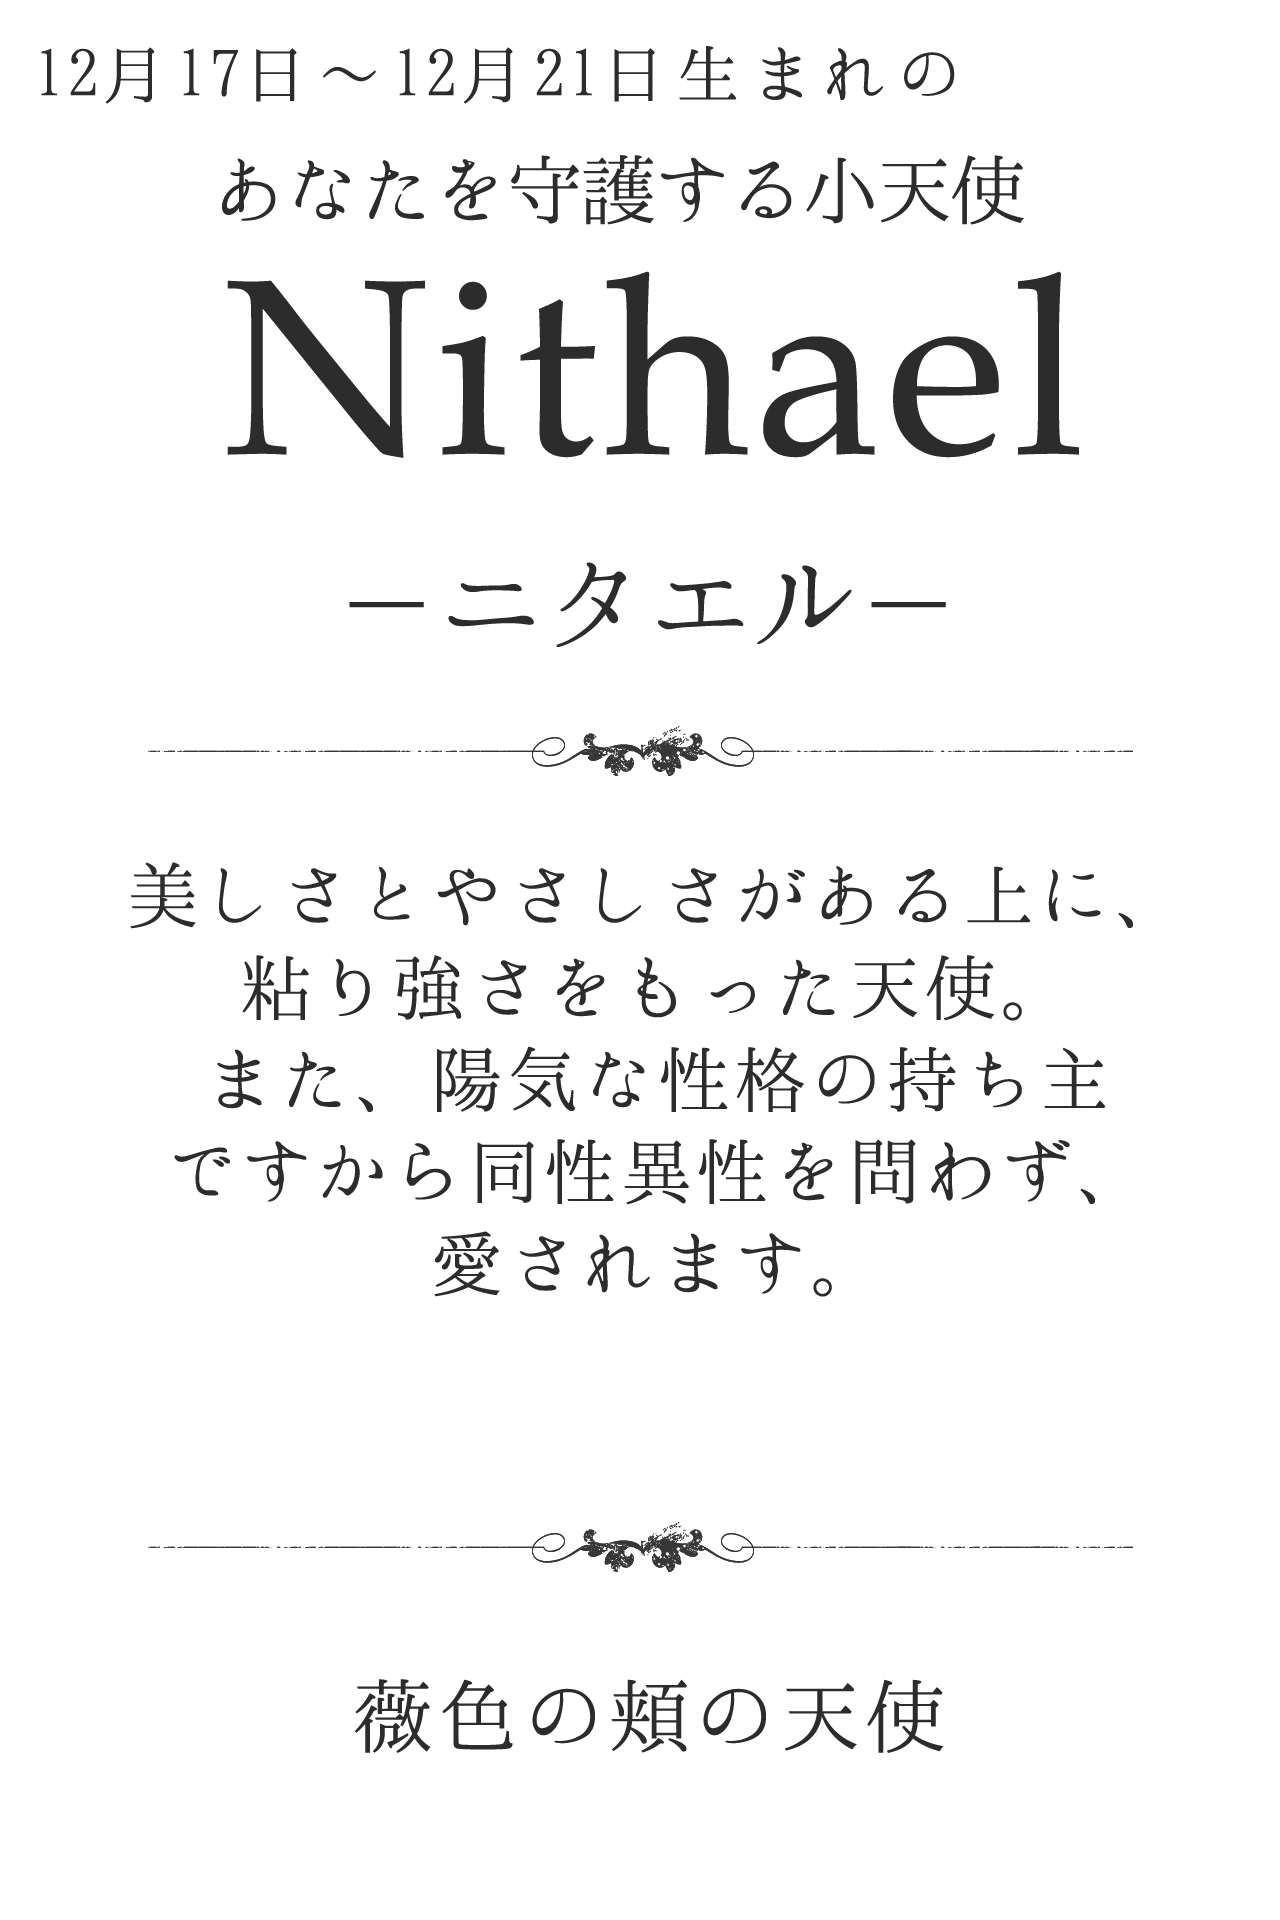 12月17日～12月21日生まれの
あなたを守護する小天使
Nithael
―ニタエル―
美しさとやさしさがある上に、
粘り強さをもった天使。
また、陽気な性格の持ち主
ですから同性異性を問わず、
愛されます。
薇色の頬の天使